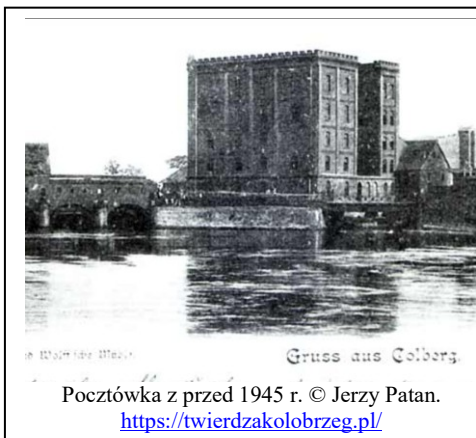 Gruss aus Colberg.
Pocztówka z przed 1945 r. © Jerzy Patan.
https://twierdzakolobrzeg.pl/